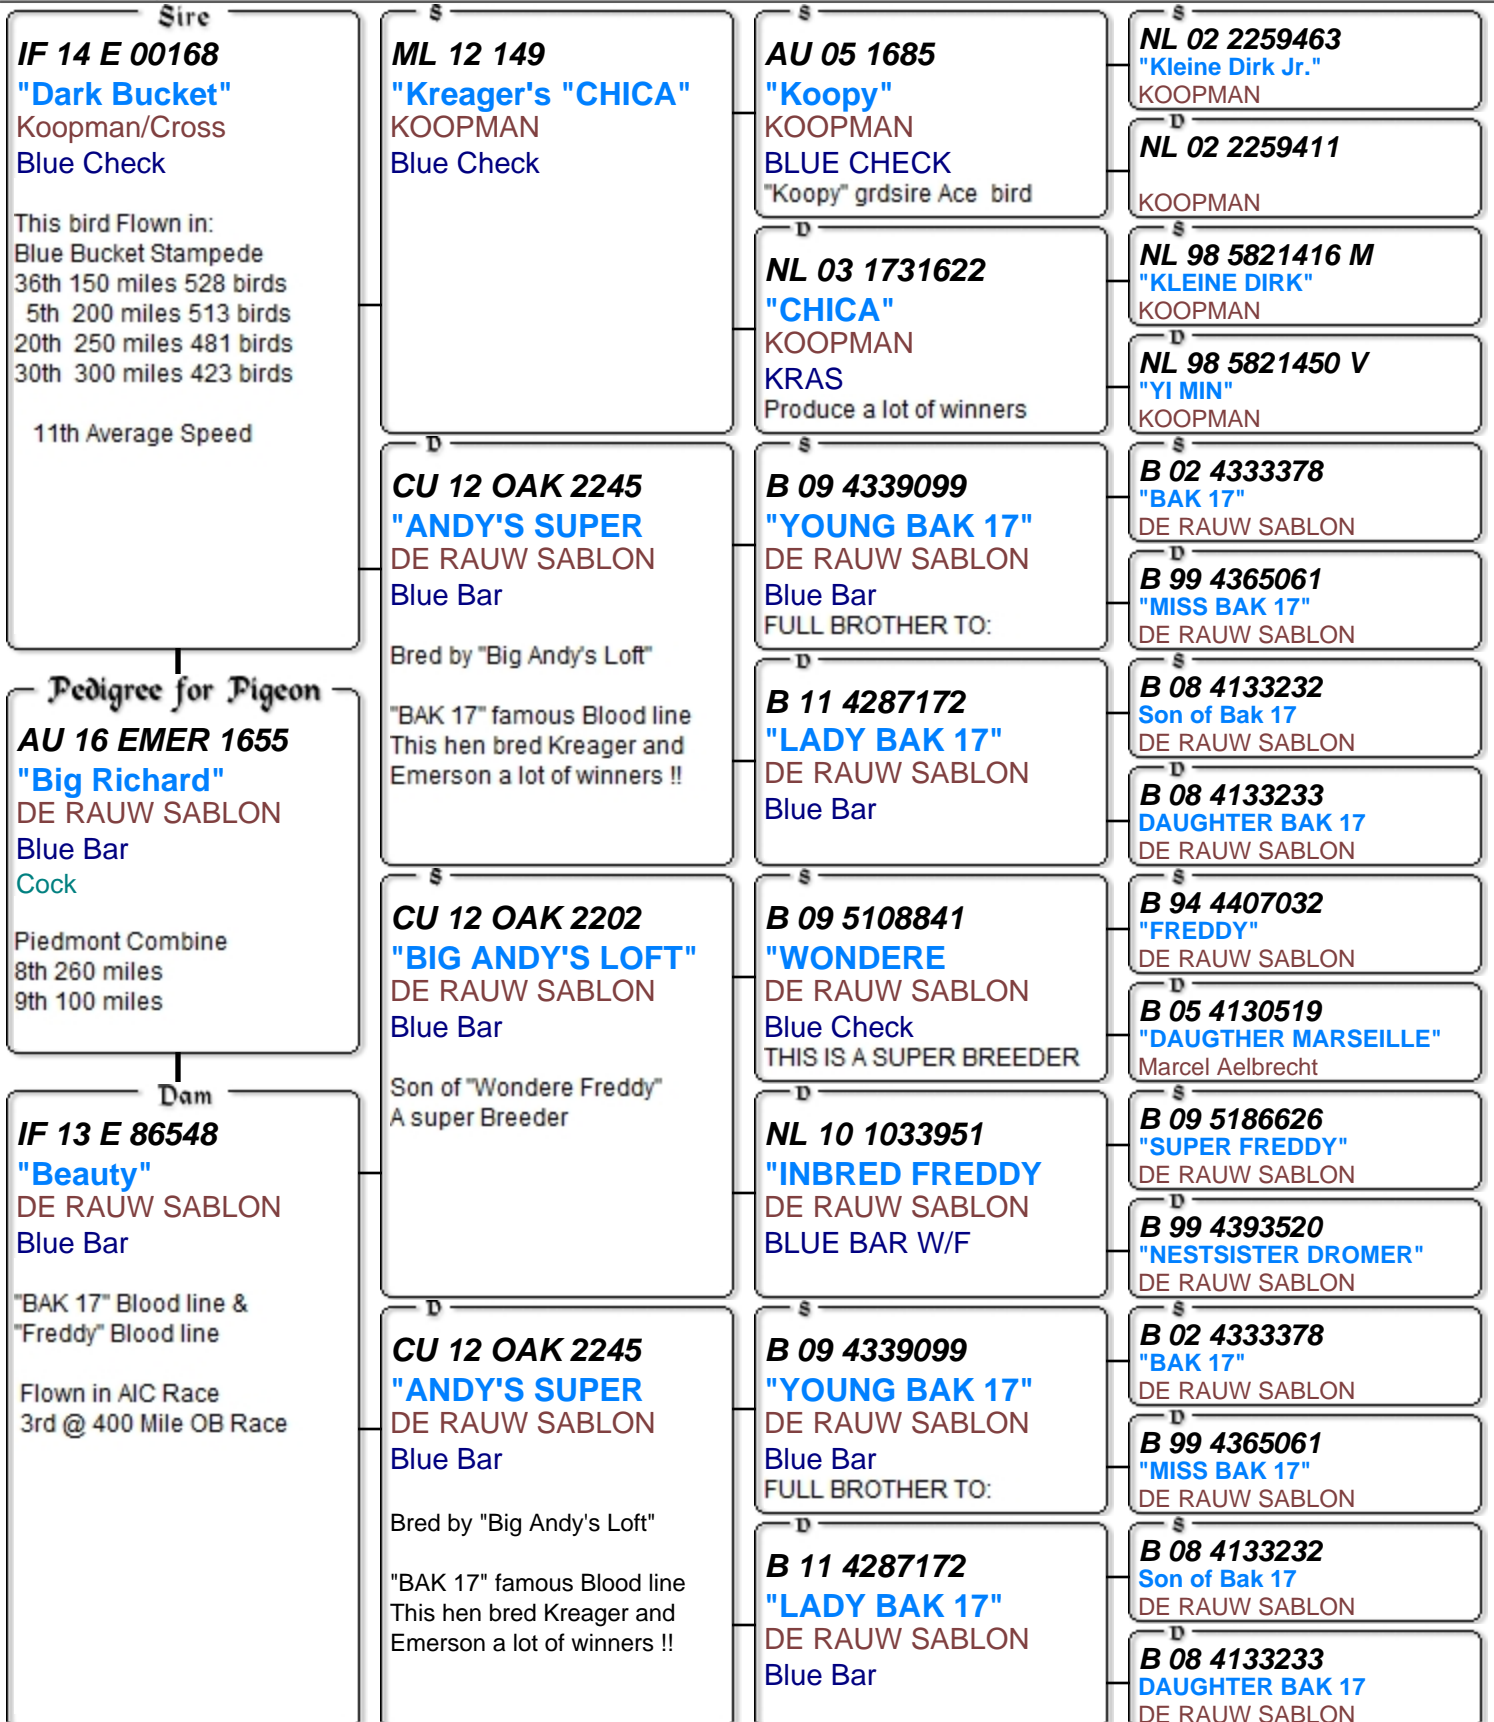 Sire
IF 14 E 00168
"Dark Bucket"
Koopman/Cross
Blue Check
This bird Flown in:
Blue Bucket Stampede
36th 150 miles 528 birds
5th 200 miles 513 birds
20th 250 miles 481 birds
30th 300 miles 423 birds
11th Average Speed
Pedigree for Pigeon
AU 16 EMER 1655
"Big Richard"
DE RAUW SABLON
Blue Bar
Cock
Piedmont Combine
8th 260 miles
9th 100 miles
Dam
IF 13 E 86548
"Beauty"
DE RAUW SABLON
Blue Bar
"BAK 17" Blood line &
"Freddy" Blood line
Flown in AIC Race
3rd @ 400 Mile OB Race
S
ML 12 149
"Kreager's "CHICA"
KOOPMAN
Blue Check
D
CU 12 OAK 2245
"ANDY'S SUPER
DE RAUW SABLON
Blue Bar
Bred by "Big Andy's Loft"
"BAK 17" famous Blood line
This hen bred Kreager and
Emerson a lot of winners !!
S
CU 12 OAK 2202
"BIG ANDY'S LOFT"
DE RAUW SABLON
Blue Bar
Son of "Wondere Freddy"
A super Breeder
D
CU 12 OAK 2245
"ANDY'S SUPER
DE RAUW SABLON
Blue Bar
Bred by "Big Andy's Loft"
"BAK 17" famous Blood line
This hen bred Kreager and
Emerson a lot of winners !!
S
AU 05 1685
"Koopy"
KOOPMAN
BLUE CHECK
"Koopy" grdsire Ace bird
D
NL 03 1731622
"CHICA"
KOOPMAN
KRAS
Produce a lot of winners
S
B 09 4339099
"YOUNG BAK 17"
DE RAUW SABLON
Blue Bar
FULL BROTHER TO:
D
B 11 4287172
"LADY BAK 17"
DE RAUW SABLON
Blue Bar
S
B 09 5108841
"WONDERE
DE RAUW SABLON
Blue Check
THIS IS A SUPER BREEDER
D
NL 10 1033951
"INBRED FREDDY
DE RAUW SABLON
BLUE BAR W/F
S
B 09 4339099
"YOUNG BAK 17"
DE RAUW SABLON
Blue Bar
FULL BROTHER TO:
D
B 11 4287172
"LADY BAK 17"
DE RAUW SABLON
Blue Bar
S
NL 02 2259463
"Kleine Dirk Jr."
KOOPMAN
D
NL 02 2259411
KOOPMAN
S
NL 98 5821416 M
"KLEINE DIRK"
KOOPMAN
D
NL 98 5821450 V
"YI MIN"
KOOPMAN
S
B 02 4333378
"BAK 17"
DE RAUW SABLON
D
B 99 4365061
"MISS BAK 17"
DE RAUW SABLON
S
B 08 4133232
Son of Bak 17
DE RAUW SABLON
D
B 08 4133233
DAUGHTER BAK 17
DE RAUW SABLON
S
B 94 4407032
"FREDDY"
DE RAUW SABLON
D
B 05 4130519
"DAUGTHER MARSEILLE"
Marcel Aelbrecht
S
B 09 5186626
"SUPER FREDDY"
DE RAUW SABLON
D
B 99 4393520
"NESTSISTER DROMER"
DE RAUW SABLON
S
B 02 4333378
"BAK 17"
DE RAUW SABLON
D
B 99 4365061
"MISS BAK 17"
DE RAUW SABLON
S
B 08 4133232
Son of Bak 17
DE RAUW SABLON
D
B 08 4133233
DAUGHTER BAK 17
DE RAUW SABLON